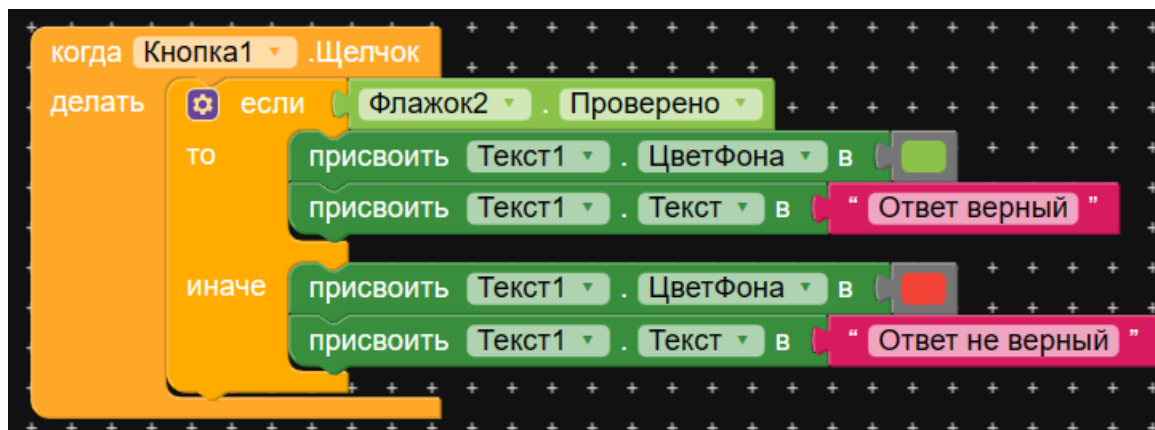 когда Кнопка1 .Щелчок
делать если Флажок2 . Проверено
то присвоить Текст1 . ЦветФона в
присвоить Текст1 . Текст в " Ответ верный "
иначе присвоить Текст1 . ЦветФона в
присвоить Текст1 . Текст в " Ответ не верный "